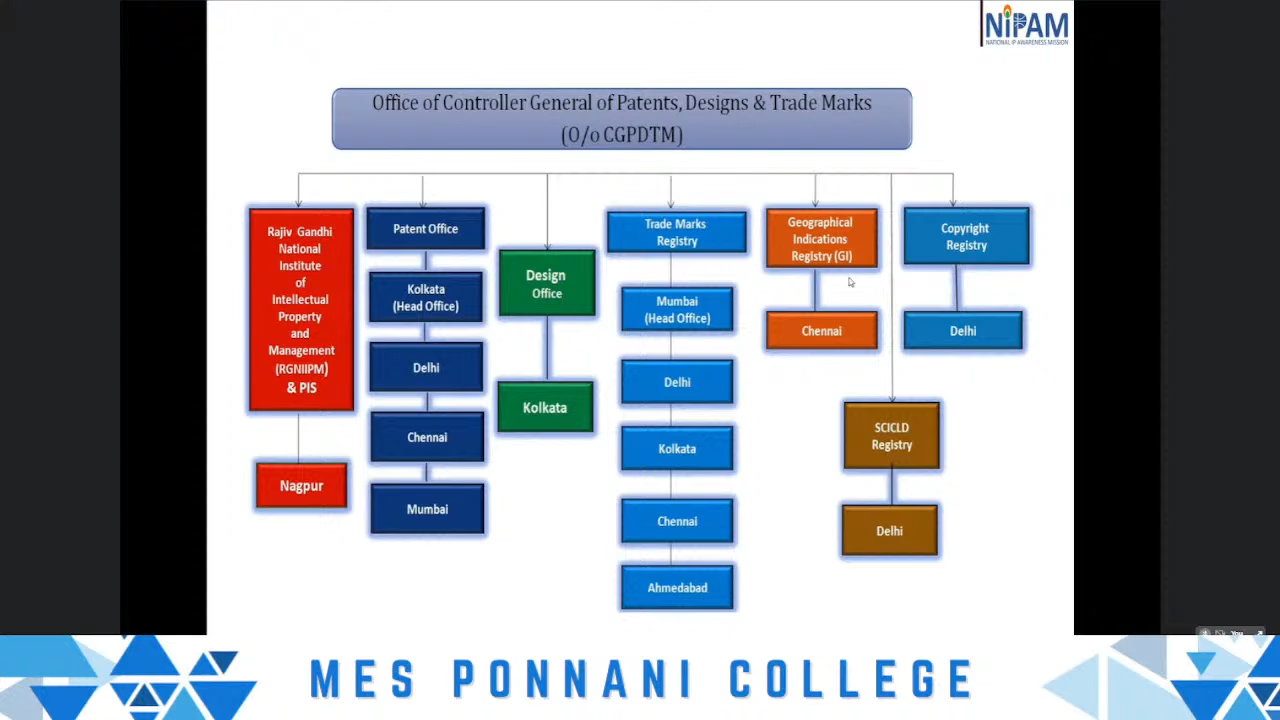 NiPAM
NATIONAL IP AWARENESS MISSION
Office of Controller General of Patents, Designs & Trade Marks
(O/o CGPDTM)
Rajiv Gandhi
National
Institute
of
Intellectual
Property
and
Management
(RGNIIPM)
& PIS
Nagpur
Patent Office
Kolkata
(Head Office)
Delhi
Chennai
Mumbai
Design
Office
Kolkata
Trade Marks
Registry
Mumbai
(Head Office)
Delhi
Kolkata
Chennai
Ahmedabad
Geographical
Indications
Registry (GI)
Chennai
Copyright
Registry
Delhi
SCICLD
Registry
Delhi
You
MES PONNANI COLLEGE